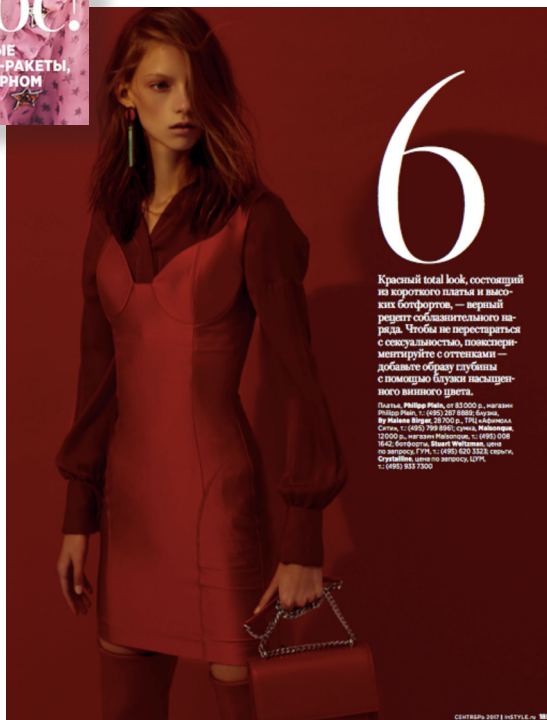 ОС!
ЫЕ
-РАКЕТЫ,
РНОМ
6
Красный total look, состоящий
из короткого платья и высо-
ких ботфортов, — верный
рецепт соблазнительного на-
ряда. Чтобы не перестараться
с сексуальностью, поэкспери-
ментируйте с оттенками —
добавьте образу глубины
с помощью блузки насыщен-
ного винного цвета.
Платье, Philipp Plein, от 83 000 р., магазин
Philipp Plein, т.: (495) 287 8889; блузка,
By Malene Birger, 28 700 р., ТРЦ «Афимолл
Сити», т.: (495) 799 8961; сумка, Maisonque,
12000 р., магазин Maisonque, т.: (495) 008
1642; ботфорты, Stuart Weitzman, цена
по запросу, ГУМ, т.: (495) 620 3323; серьги,
Crystalline, цена по запросу, ЦУМ,
т.: (495) 933 7300
СЕНТЯБРЬ 2017 | InSTYLE.ru